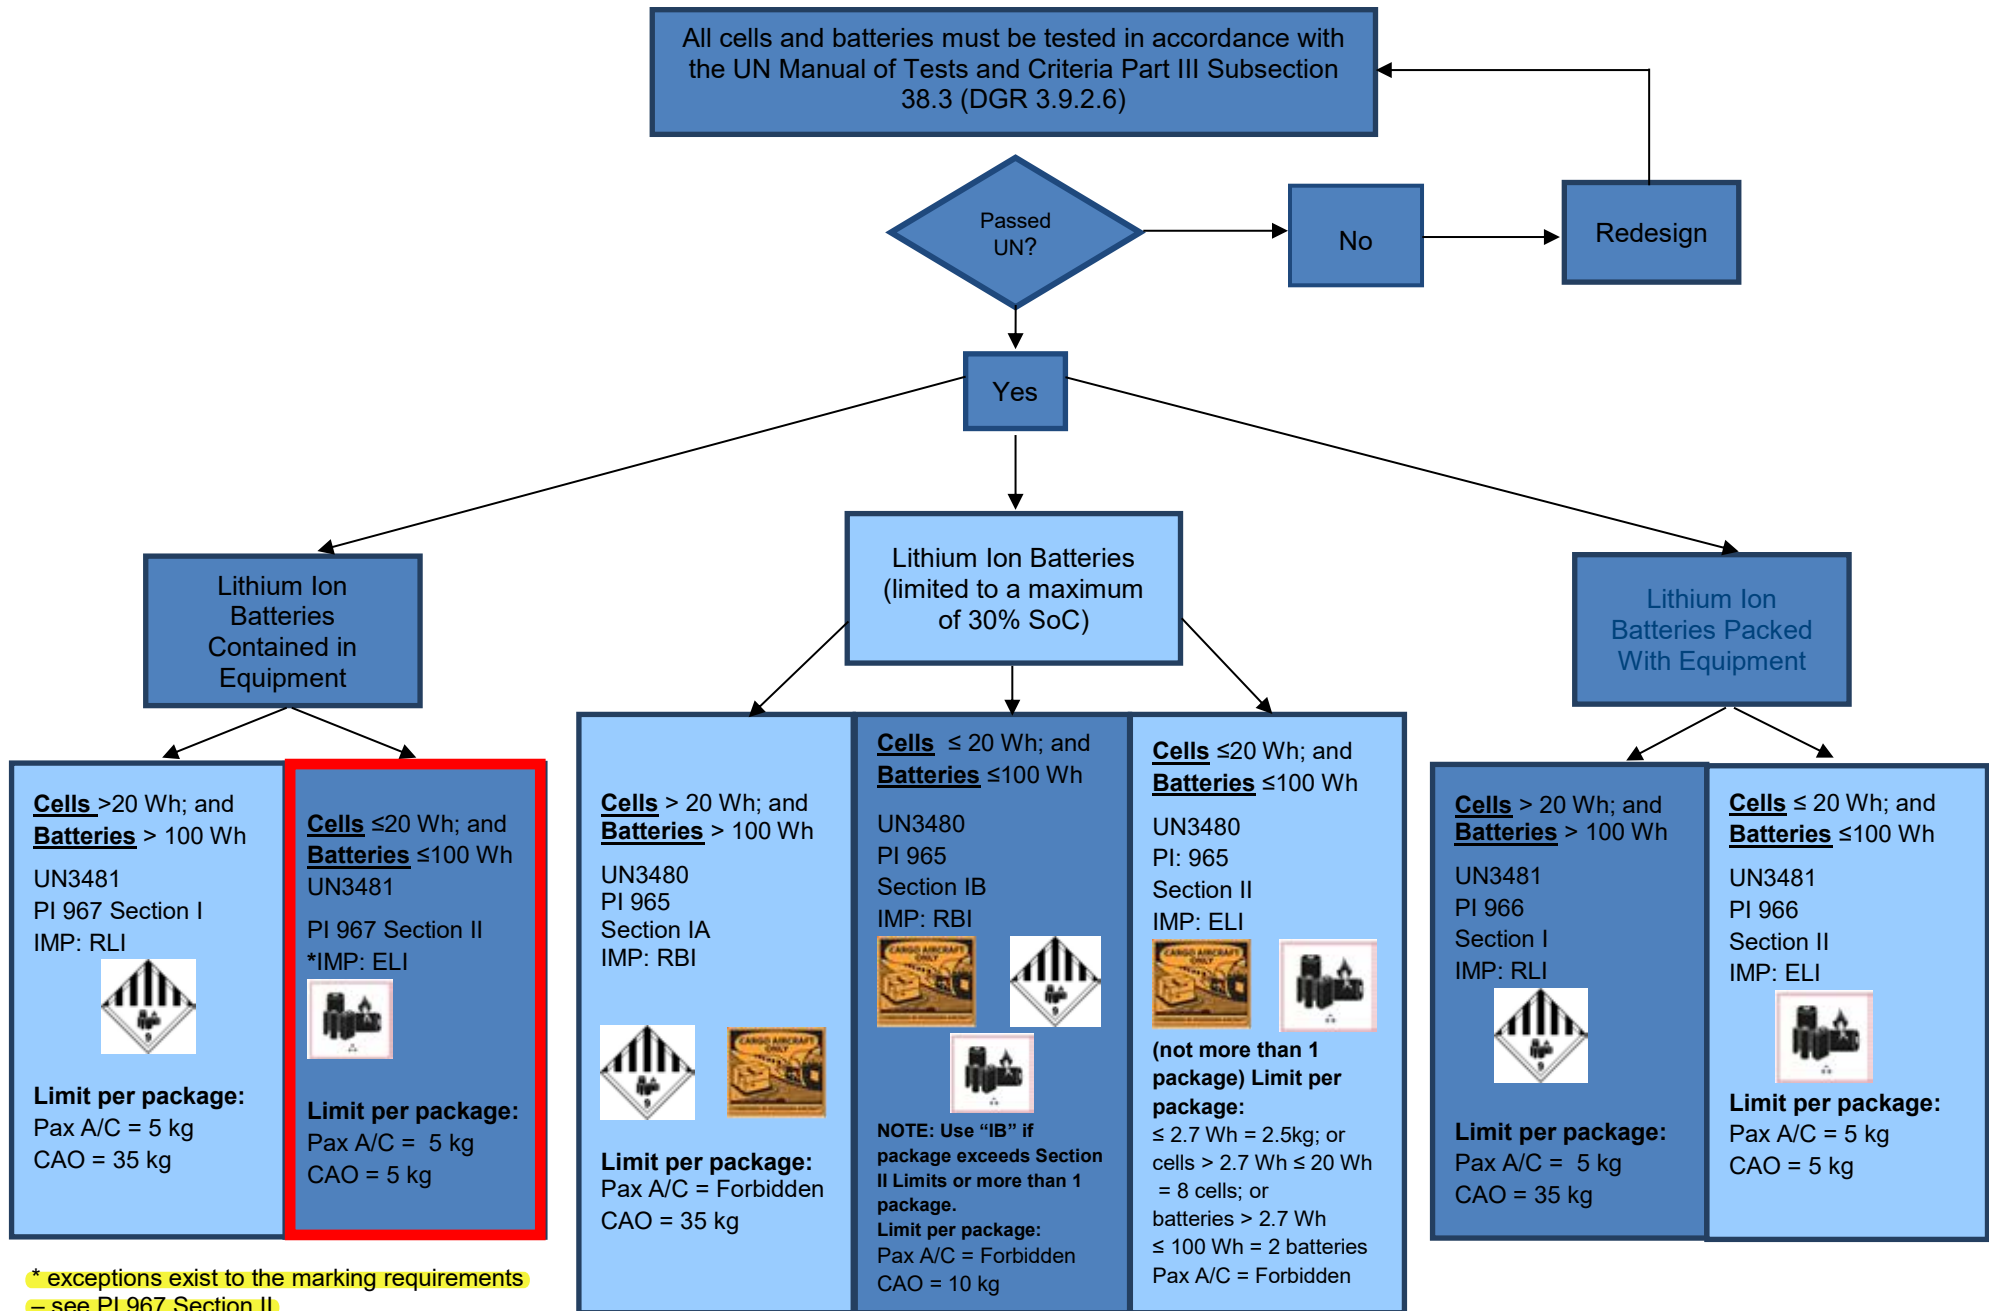 All cells and batteries must be tested in accordance with
the UN Manual of Tests and Criteria Part III Subsection
38.3 (DGR 3.9.2.6)
Passed
UN?
No
Redesign
Yes
Lithium Ion
Batteries
Contained in
Equipment
Lithium Ion Batteries
(limited to a maximum
of 30% SoC)
Lithium Ion
Batteries Packed
With Equipment
Cells >20 Wh; and
Batteries > 100 Wh
UN3481
PI 967 Section I
IMP: RLI
9
Limit per package:
Pax A/C = 5 kg
CAO = 35 kg
Cells ≤20 Wh; and
Batteries ≤100 Wh
UN3481
PI 967 Section II
*IMP: ELI
Limit per package:
Pax A/C =  5 kg
CAO = 5 kg
Cells > 20 Wh; and
Batteries > 100 Wh
UN3480
PI 965
Section IA
IMP: RBI
9
CARGO AIRCRAFT
ONLY
Limit per package:
Pax A/C = Forbidden
CAO = 35 kg
Cells  ≤ 20 Wh; and
Batteries ≤100 Wh
UN3480
PI 965
Section IB
IMP: RBI
CARGO AIRCRAFT
ONLY
9
NOTE: Use “IB” if
package exceeds Section
II Limits or more than 1
package.
Limit per package:
Pax A/C = Forbidden
CAO = 10 kg
Cells ≤20 Wh; and
Batteries ≤100 Wh
UN3480
PI: 965
Section II
IMP: ELI
CARGO AIRCRAFT
ONLY
(not more than 1
package) Limit per
package:
≤ 2.7 Wh = 2.5kg; or
cells > 2.7 Wh ≤ 20 Wh
= 8 cells; or
batteries > 2.7 Wh
≤ 100 Wh = 2 batteries
Pax A/C = Forbidden
Cells > 20 Wh; and
Batteries > 100 Wh
UN3481
PI 966
Section I
IMP: RLI
9
Limit per package:
Pax A/C =  5 kg
CAO = 35 kg
Cells ≤ 20 Wh; and
Batteries ≤100 Wh
UN3481
PI 966
Section II
IMP: ELI
Limit per package:
Pax A/C = 5 kg
CAO = 5 kg
* exceptions exist to the marking requirements
– see PI 967 Section II